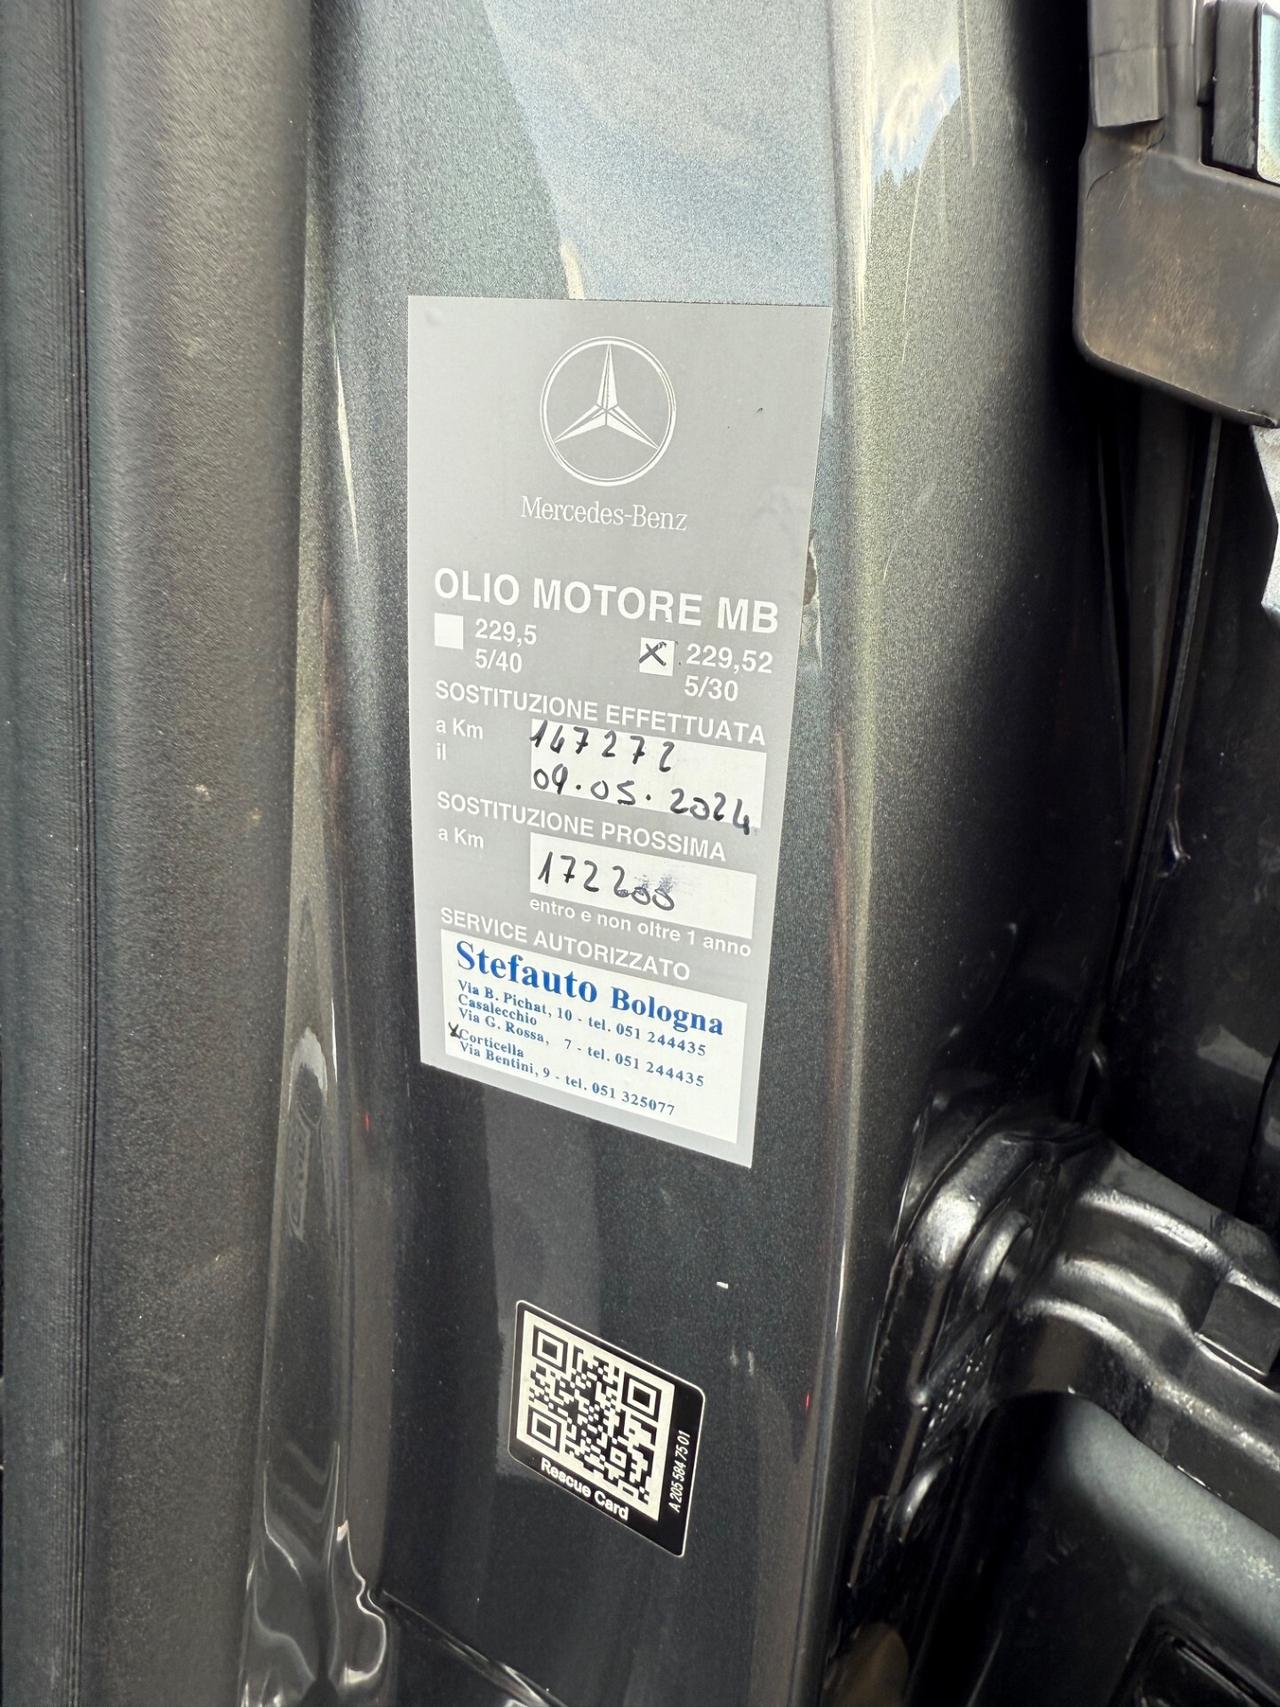 Mercedes-Benz
OLIO MOTORE MB
229,5 229,52
5/40 5/30
SOSTITUZIONE EFFETTUATA
a Km 147272
il 09.05.2024
SOSTITUZIONE PROSSIMA
a Km 172200
entro e non oltre 1 anno
SERVICE AUTORIZZATO
Stefauto Bologna
Via B. Pichat, 10 - tel. 051 244435
Casalecchio
Via G. Rossa, 7 - tel. 051 244435
Corticella
Via Bentini, 9 - tel. 051 325077
Rescue Card
A 205 584 75 01